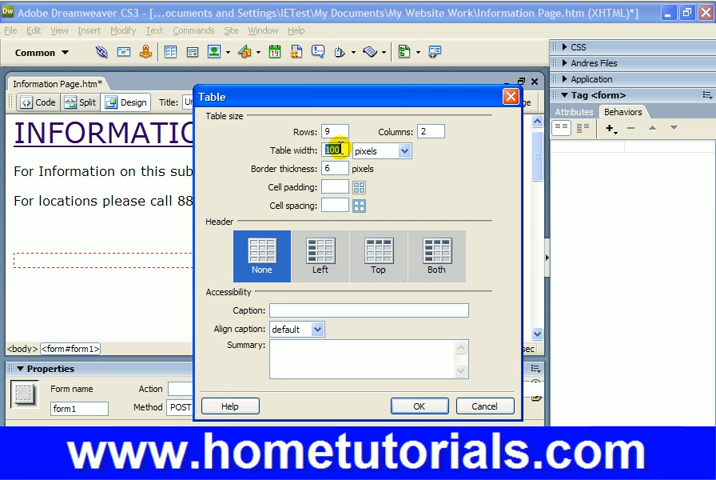 Adobe Dreamweaver CS3 - [...ocuments and Settings\IETest\My Documents\My Website Work\Information Page.htm (XHTML)*]
File Edit View Insert Modify Text Commands Site Window Help
Common
CSS
Andres Files
Application
Tag <form>
Attributes Behaviors
Information Page.htm*
Code Split Design Title:
INFORMATIO
For Information on this sub
For locations please call 88
Table
Table size
Rows: 9 Columns: 2
Table width: 100 pixels
Border thickness: 6 pixels
Cell padding:
Cell spacing:
Header
None Left Top Both
Accessibility
Caption:
Align caption: default
Summary:
Help OK Cancel
<body> <form#form1> sec
Properties
Form name Action
form1 Method POST
www.hometutorials.com